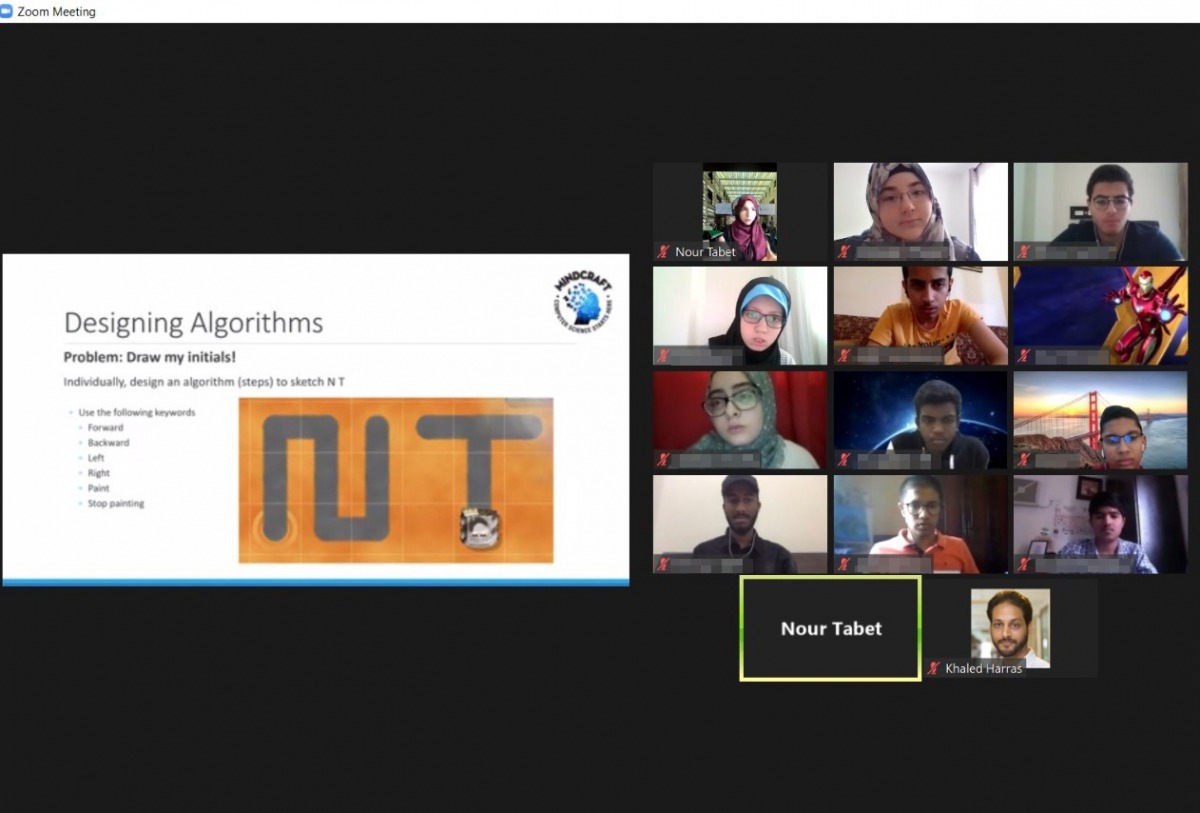 Zoom Meeting
MINDCRAFT
COMPUTER SCIENCE STARTS HERE
Designing Algorithms
Problem: Draw my initials!
Individually, design an algorithm (steps) to sketch N T
Use the following keywords
Forward
Backward
Left
Right
Paint
Stop painting
NT
Nour Tabet
Nour Tabet
Khaled Harras